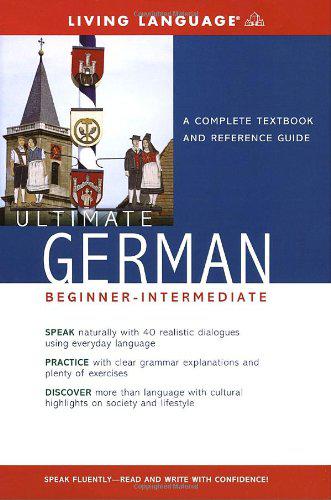 LIVING LANGUAGE®
A COMPLETE TEXTBOOK
AND REFERENCE GUIDE
ULTIMATE
GERMAN
BEGINNER-INTERMEDIATE
SPEAK naturally with 40 realistic dialogues
using everyday language
PRACTICE with clear grammar explanations and
plenty of exercises
DISCOVER more than language with cultural
highlights on society and lifestyle
SPEAK FLUENTLY—READ AND WRITE WITH CONFIDENCE!